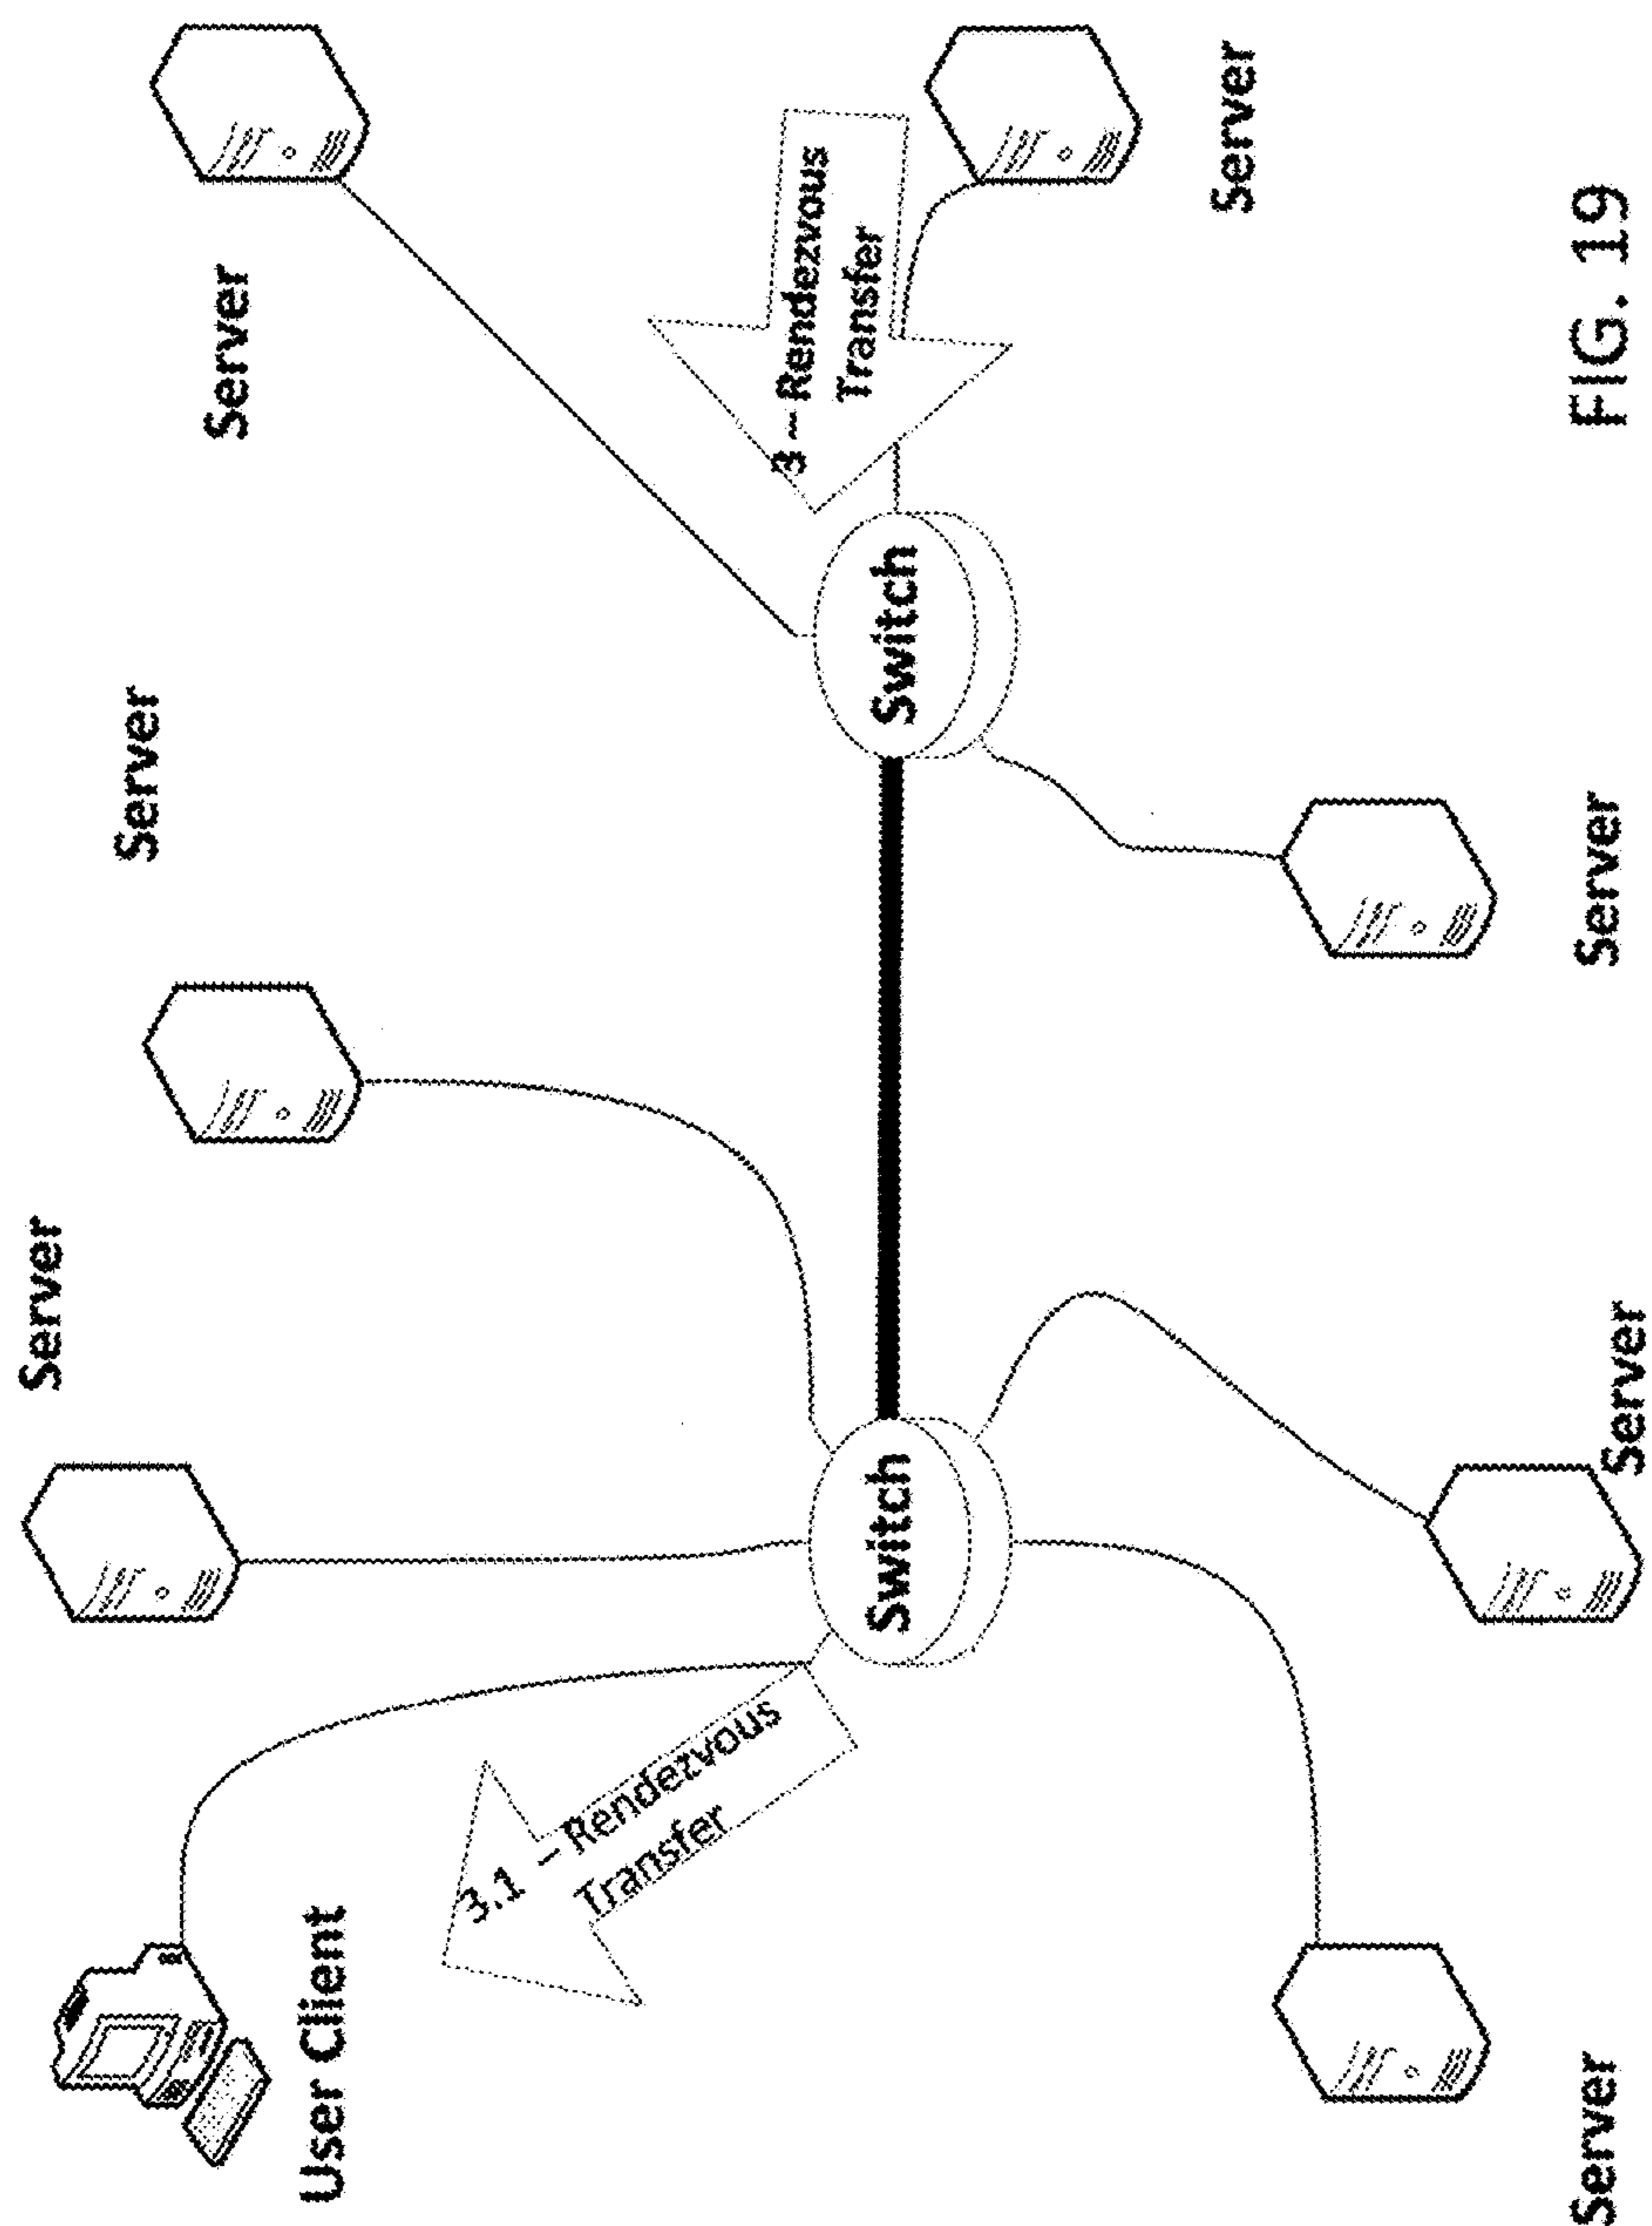 Server
Server
Server
User Client
3.1 – Rendezvous
Transfer
3 – Rendezvous
Transfer
Switch
Switch
Server
Server
Server
Server
FIG. 19